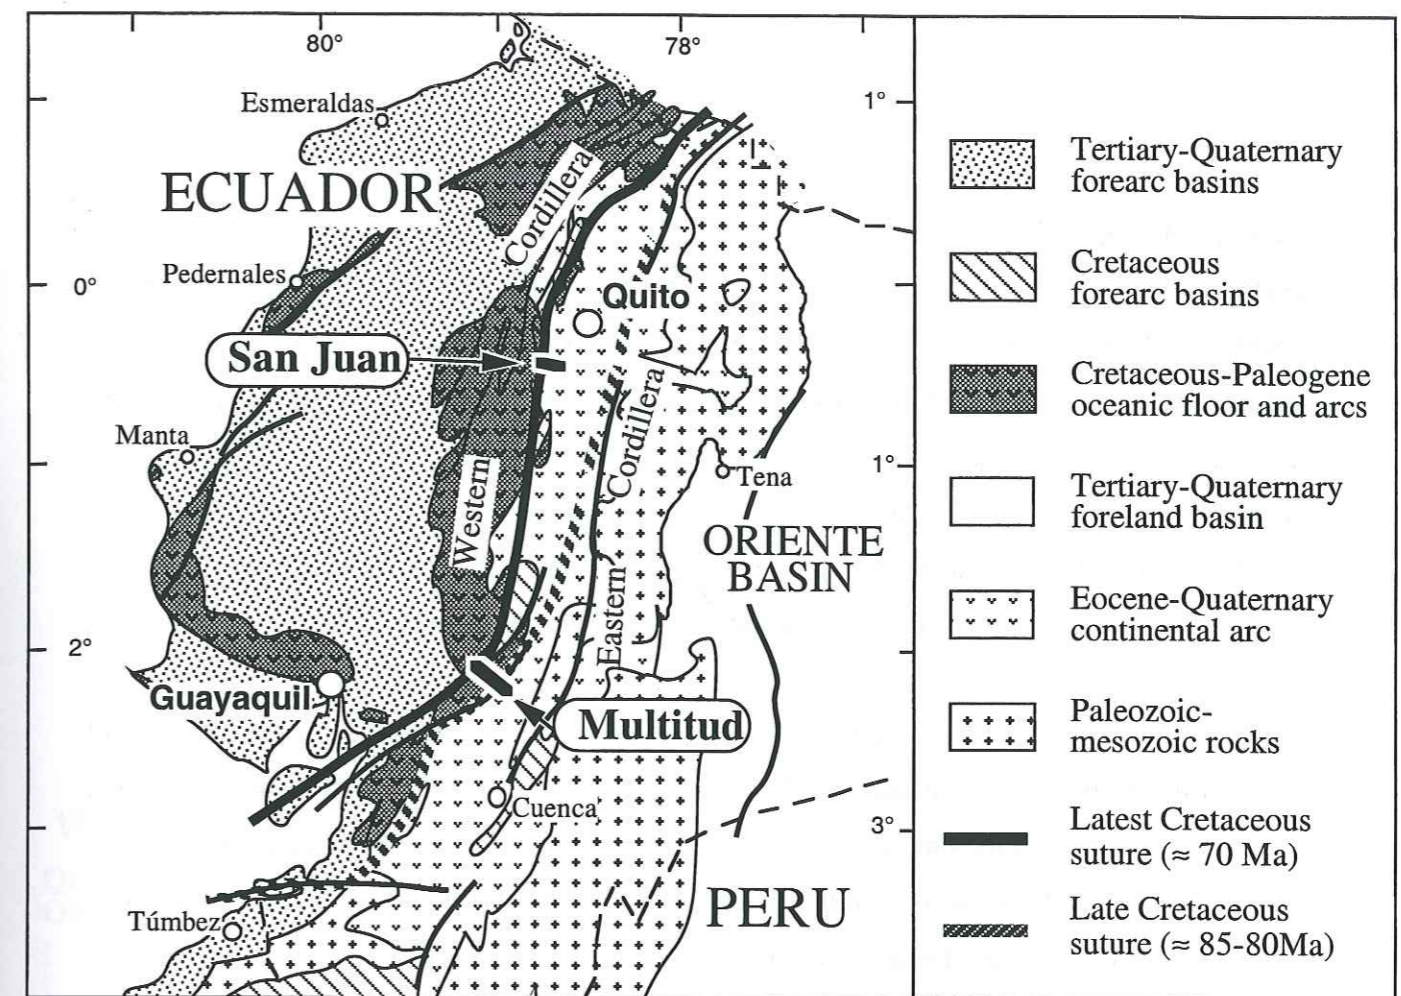 80°
78°
Esmeraldas
1°
ECUADOR
Cordillera
Pedernales
0°
Quito
San Juan
Manta
Western
Cordillera
1°
Tena
ORIENTE
BASIN
Eastern
2°
Guayaquil
Multitud
Cuenca
3°
Túmbez
PERU
Tertiary-Quaternary
forearc basins
Cretaceous
forearc basins
Cretaceous-Paleogene
oceanic floor and arcs
Tertiary-Quaternary
foreland basin
Eocene-Quaternary
continental arc
Paleozoic-
mesozoic rocks
Latest Cretaceous
suture (≈ 70 Ma)
Late Cretaceous
suture (≈ 85-80Ma)